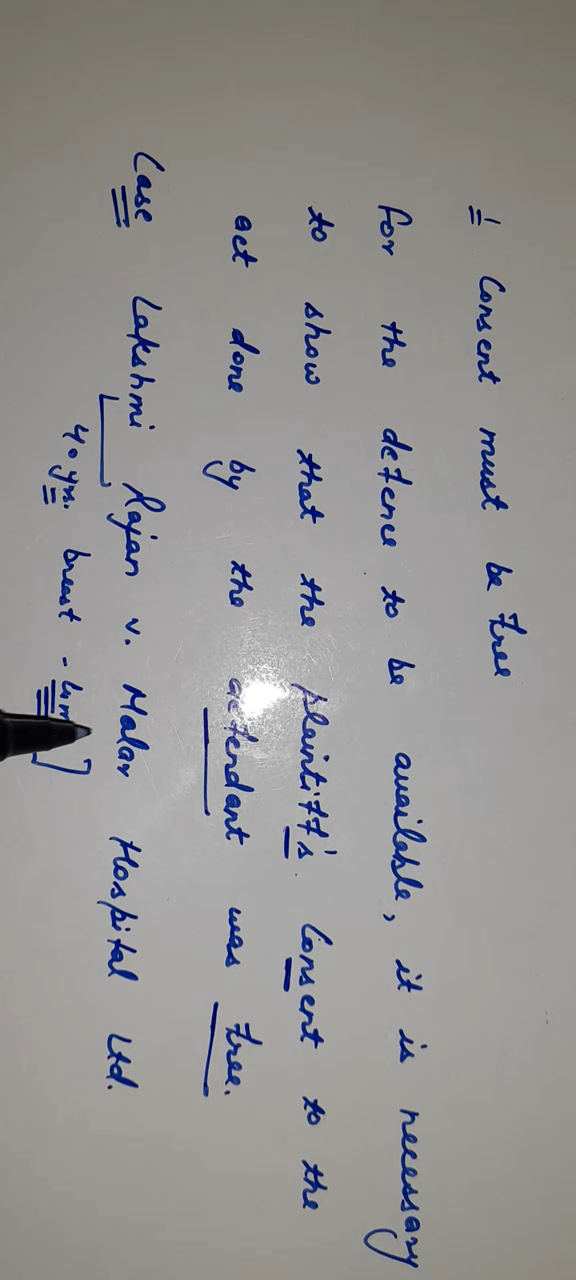 1 Consent must be free
For the defence to be available, it is necessary
to show that the plaintiff's Consent to the
act done by the defendant was free.
Case Lakshmi Rajan v. Malar Hospital Ltd.
40 yrs. breast -